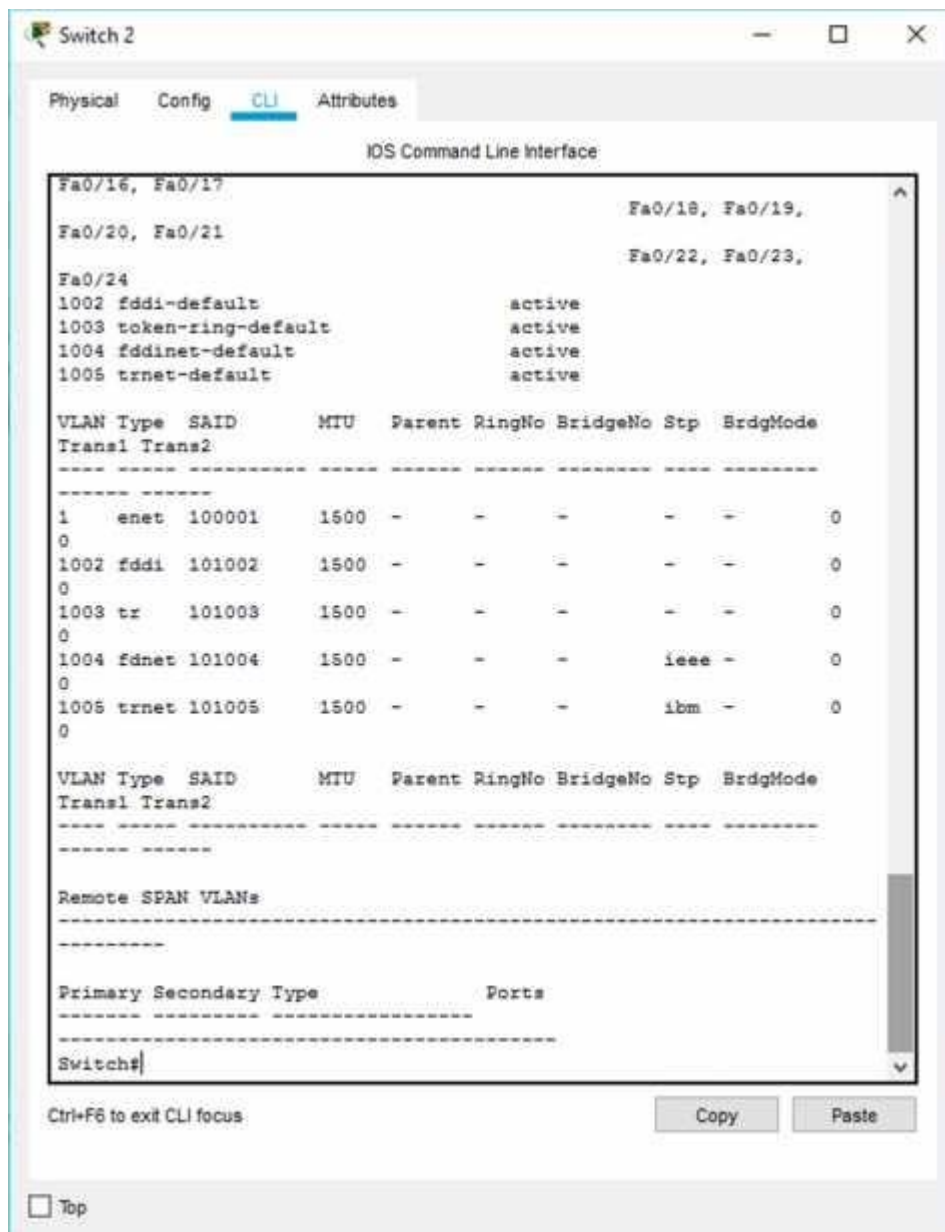 Switch 2
Physical Config CLI Attributes
IOS Command Line Interface
Fa0/16, Fa0/17
Fa0/18, Fa0/19,
Fa0/20, Fa0/21
Fa0/22, Fa0/23,
Fa0/24
1002 fddi-default active
1003 token-ring-default active
1004 fddinet-default active
1005 trnet-default active
VLAN Type SAID MTU Parent RingNo BridgeNo Stp BrdgMode
Trans1 Trans2
---- ----- ---------- ----- ------ ------ -------- ---- --------
------ ------
1 enet 100001 1500 - - - - - 0
0
1002 fddi 101002 1500 - - - - - 0
0
1003 tr 101003 1500 - - - - - 0
0
1004 fdnet 101004 1500 - - - ieee - 0
0
1005 trnet 101005 1500 - - - ibm - 0
0
VLAN Type SAID MTU Parent RingNo BridgeNo Stp BrdgMode
Trans1 Trans2
---- ----- ---------- ----- ------ ------ -------- ---- --------
------ ------
Remote SPAN VLANs
----------------------------------------------------------------------
---------
Primary Secondary Type Ports
------- --------- -----------------
------------------------------------------
Switch#
Ctrl+F6 to exit CLI focus
Copy Paste
Top